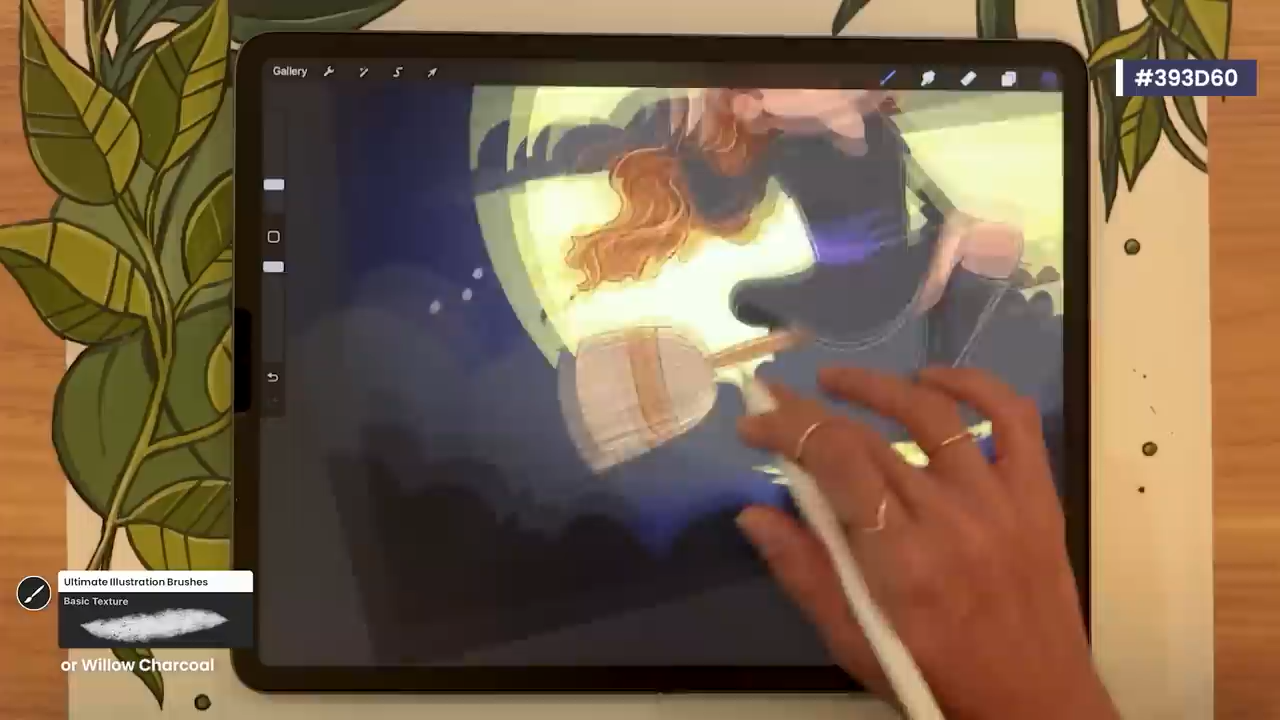 Gallery
#393D60
Ultimate Illustration Brushes
Basic Texture
or Willow Charcoal